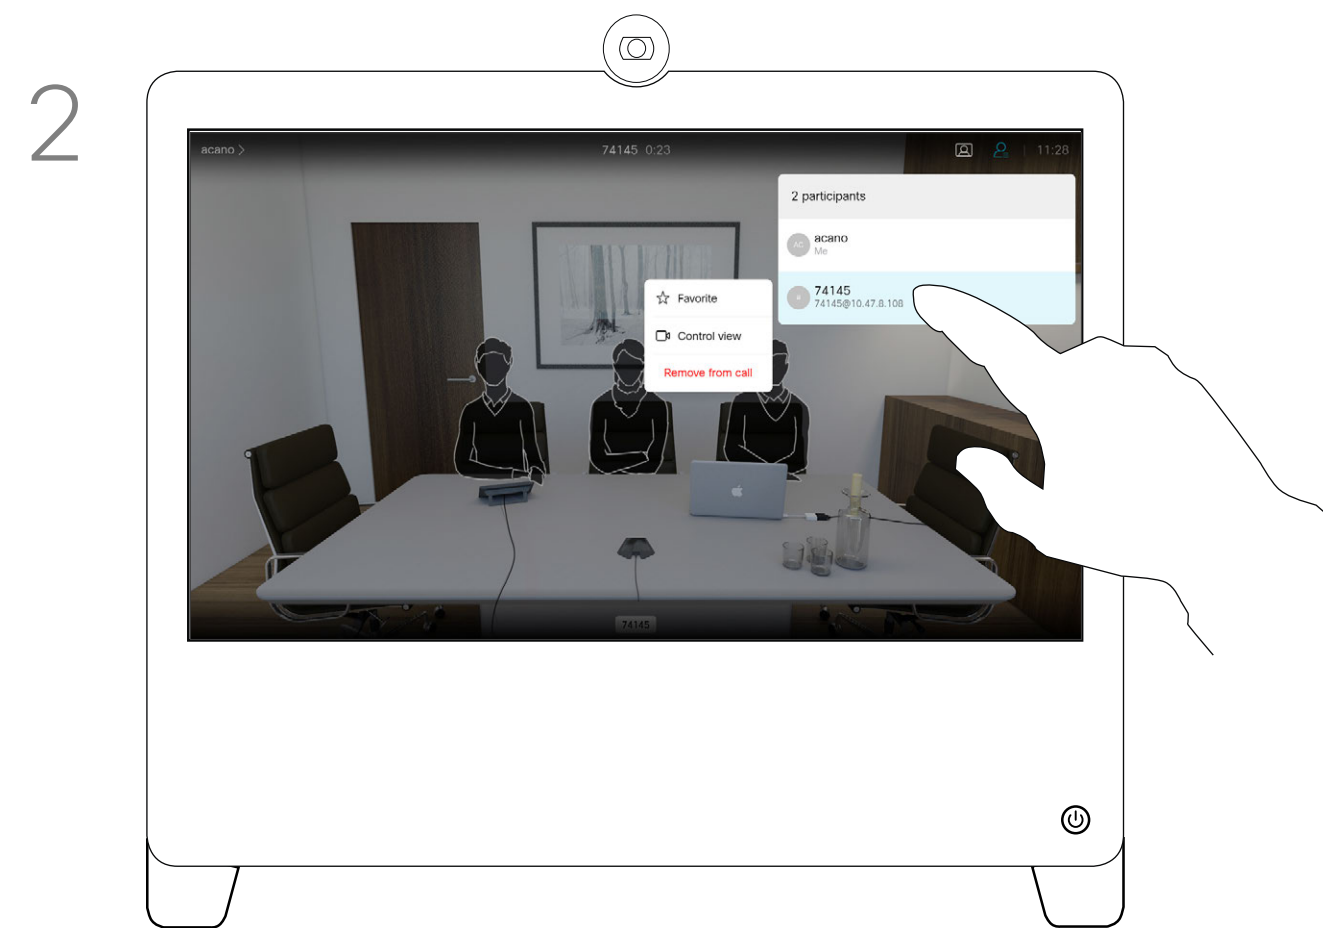 2
acano >
74145 0:23
11:28
2 participants
AC
acano
Me
#
74145
74145@10.47.8.108
Favorite
Control view
Remove from call
74145